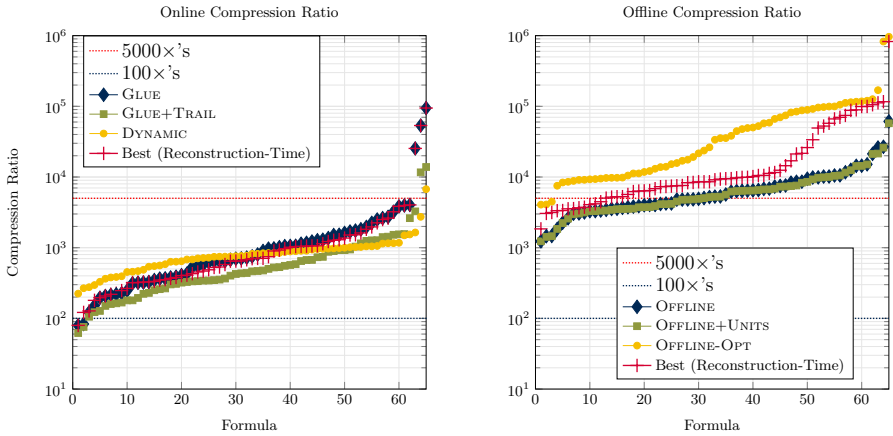 Online Compression Ratio
10^6
10^5
10^4
10^3
10^2
10^1
0 10 20 30 40 50 60
Compression Ratio
Formula
5000×'s
100×'s
GLUE
GLUE+TRAIL
DYNAMIC
Best (Reconstruction-Time)
Offline Compression Ratio
10^6
10^5
10^4
10^3
10^2
10^1
0 10 20 30 40 50 60
Formula
5000×'s
100×'s
OFFLINE
OFFLINE+UNITS
OFFLINE-OPT
Best (Reconstruction-Time)